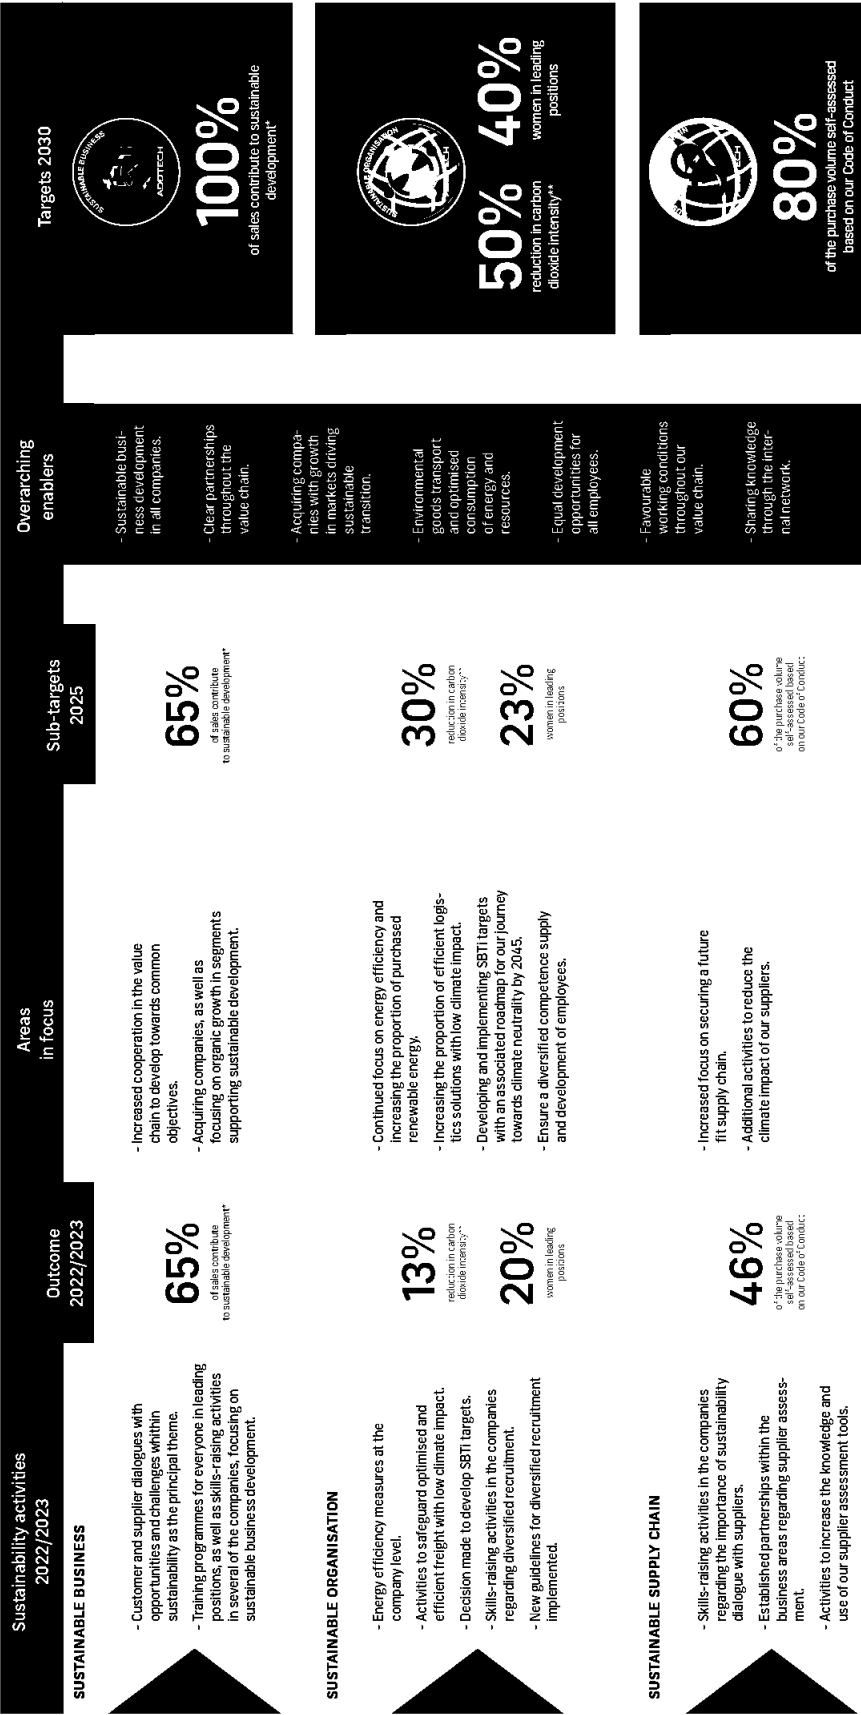 Sustainability activities
2022/2023
Outcome
2022/2023
Areas
in focus
Sub-targets
2025
Overarching
enablers
Targets 2030
SUSTAINABLE BUSINESS
- Customer and supplier dialogues with
opportunities and challenges whithin
sustainability as the principal theme.
- Training programmes for everyone in leading
positions, as well as skills-raising activities
in several of the companies, focusing on
sustainable business development.
65%
of sales contribute
to sustainable development*
- Increased cooperation in the value
chain to develop towards common
objectives.
- Acquiring companies, as well as
focusing on organic growth in segments
supporting sustainable development.
65%
of sales contribute
to sustainable development*
- Sustainable busi-
ness development
in all companies.
- Clear partnerships
throughout the
value chain.
- Acquiring compa-
nies with growth
in markets driving
sustainable
transition.
SUSTAINABLE BUSINESS
ADDTECH
100%
of sales contribute to sustainable
development*
SUSTAINABLE ORGANISATION
- Energy efficiency measures at the
company level.
- Activities to safeguard optimised and
efficient freight with low climate impact.
- Decision made to develop SBTi targets.
- Skills-raising activities in the companies
regarding diversified recruitment.
- New guidelines for diversified recruitment
implemented.
13%
reduction in carbon
dioxide intensity**
20%
women in leading
positions
- Continued focus on energy efficiency and
increasing the proportion of purchased
renewable energy.
- Increasing the proportion of efficient logis-
tics solutions with low climate impact.
- Developing and implementing SBTi targets
with an associated roadmap for our journey
towards climate neutrality by 2045.
- Ensure a diversified competence supply
and development of employees.
30%
reduction in carbon
dioxide intensity**
23%
women in leading
positions
- Environmental
goods transport
and optimised
consumption
of energy and
resources.
- Equal development
opportunities for
all employees.
SUSTAINABLE ORGANISATION
TECH
50%
reduction in carbon
dioxide intensity**
40%
women in leading
positions
SUSTAINABLE SUPPLY CHAIN
- Skills-raising activities in the companies
regarding the importance of sustainability
dialogue with suppliers.
- Established partnerships within the
business areas regarding supplier assess-
ment.
- Activities to increase the knowledge and
use of our supplier assessment tools.
46%
of the purchase volume
self-assessed based
on our Code of Conduct
- Increased focus on securing a future
fit supply chain.
- Additional activities to reduce the
climate impact of our suppliers.
60%
of the purchase volume
self-assessed based
on our Code of Conduct
- Favourable
working conditions
throughout our
value chain.
- Sharing knowledge
through the inter-
nal network.
TECH
80%
of the purchase volume self-assessed
based on our Code of Conduct